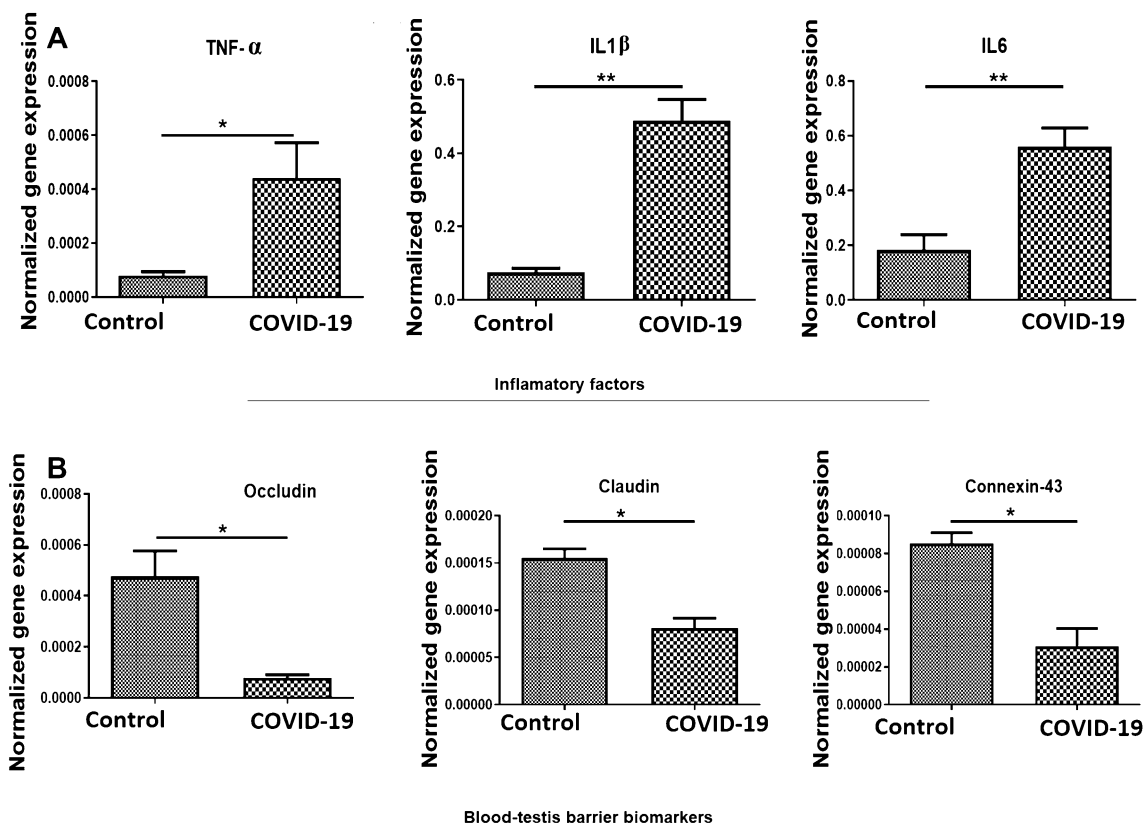 A
TNF-α
Normalized gene expression
0.0008
0.0006
0.0004
0.0002
0.0000
*
Control
COVID-19
IL1β
Normalized gene expression
0.6
0.4
0.2
0.0
**
Control
COVID-19
IL6
Normalized gene expression
0.8
0.6
0.4
0.2
0.0
**
Control
COVID-19
Inflamatory factors
B
Occludin
Normalized gene expression
0.0008
0.0006
0.0004
0.0002
0.0000
*
Control
COVID-19
Claudin
Normalized gene expression
0.00020
0.00015
0.00010
0.00005
0.00000
*
Control
COVID-19
Connexin-43
Normalized gene expression
0.00010
0.00008
0.00006
0.00004
0.00002
0.00000
*
Control
COVID-19
Blood-testis barrier biomarkers